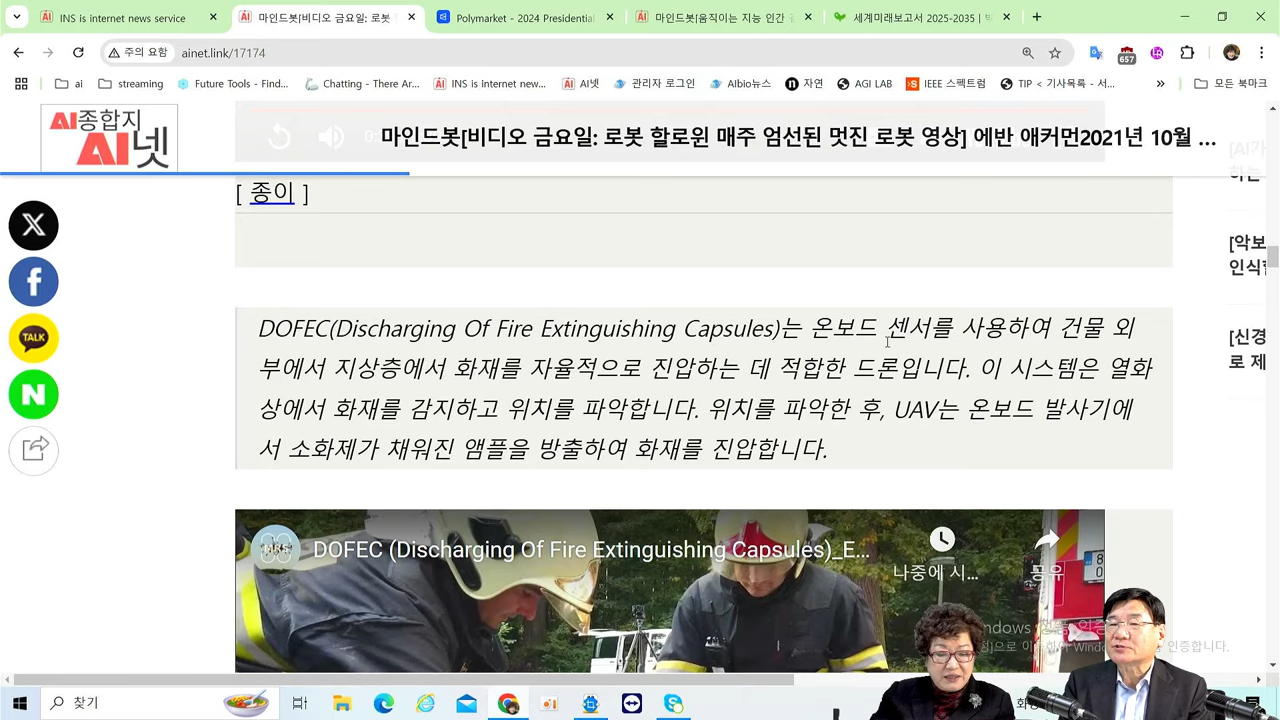 INS is internet news service
마인드봇[비디오 금요일: 로봇
Polymarket - 2024 Presidential
마인드봇[움직이는 지능 인간
세계미래보고서 2025-2035 |
주의 요함
ainet.link/17174
657
ai
streaming
Future Tools - Find...
Chatting - There Ar...
INS is internet new...
AI넷
관리자 로그인
AIbio뉴스
자연
AGI LAB
IEEE 스펙트럼
TIP < 기사목록 - 서...
모든 북마크
AI종합지
AI넷
마인드봇[비디오 금요일: 로봇 할로윈 매주 엄선된 멋진 로봇 영상] 에반 애커먼2021년 10월 ...
[ 종이 ]
[악보
인식할
[신경
로 제
TALK
N
DOFEC(Discharging Of Fire Extinguishing Capsules)는 온보드 센서를 사용하여 건물 외
부에서 지상층에서 화재를 자율적으로 진압하는 데 적합한 드론입니다. 이 시스템은 열화
상에서 화재를 감지하고 위치를 파악합니다. 위치를 파악한 후, UAV는 온보드 발사기에
서 소화제가 채워진 앰플을 방출하여 화재를 진압합니다.
DOFEC (Discharging Of Fire Extinguishing Capsules)_E...
나중에 시...
공유
인증합니다.
찾기